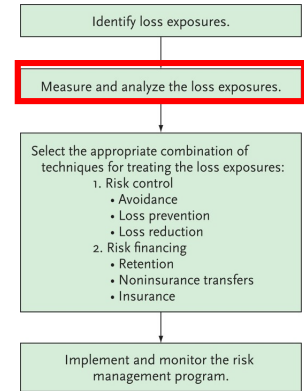 Identify loss exposures.
Measure and analyze the loss exposures.
Select the appropriate combination of
techniques for treating the loss exposures:
1. Risk control
• Avoidance
• Loss prevention
• Loss reduction
2. Risk financing
• Retention
• Noninsurance transfers
• Insurance
Implement and monitor the risk
management program.